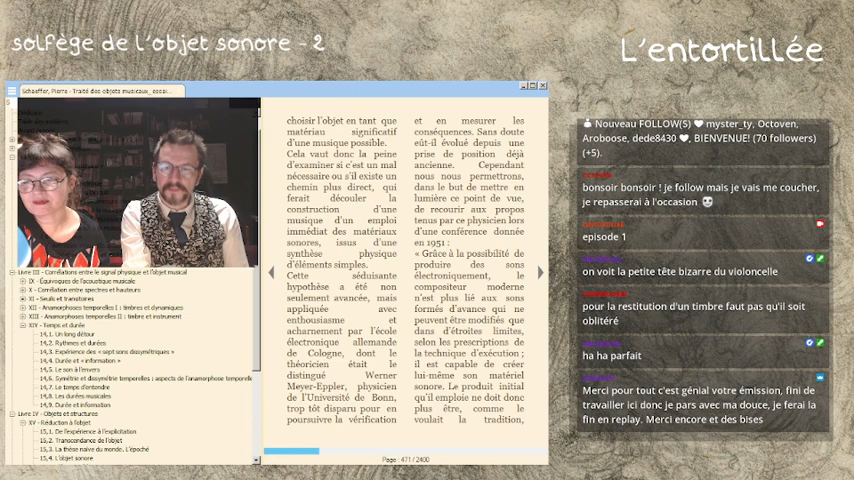 solfège de l'objet sonore - 2
L'entortillée
Schaeffer, Pierre - Traité des objets musicaux_ essai...
Livre III - Corrélations entre le signal physique et l'objet musical
IX - Equivoques de l'acoustique musicale
X - Corrélation entre spectres et hauteurs
XI - Seuils et transitoires
XII - Anamorphoses temporelles I : timbres et dynamiques
XIII - Anamorphoses temporelles II : timbre et instrument
XIV - Temps et durée
14,1. Un long détour
14,2. Rythmes et durées
14,3. Expérience des « sept sons dissymétriques »
14,4. Durée et « information »
14,5. Le son à l'envers
14,6. Symétrie et dissymétrie temporelles : aspects de l'anamorphose temporelle
14,7. Le temps d'entendre
14,8. Les durées musicales
14,9. Durée et information
Livre IV - Objets et structures
XV - Réduction à l'objet
15,1. De l'expérience à l'explicitation
15,2. Transcendance de l'objet
15,3. La thèse naïve du monde. L'époché
15,4. L'objet sonore
choisir l'objet en tant que
matériau significatif
d'une musique possible.
Cela vaut donc la peine
d'examiner si c'est un mal
nécessaire ou s'il existe un
chemin plus direct, qui
ferait découler la
construction d'une
musique d'un emploi
immédiat des matériaux
sonores, issus d'une
synthèse physique
d'éléments simples.
Cette séduisante
hypothèse a été non
seulement avancée, mais
appliquée avec
enthousiasme et
acharnement par l'école
électronique allemande
de Cologne, dont le
théoricien était le
distingué Werner
Meyer-Eppler, physicien
de l'Université de Bonn,
trop tôt disparu pour en
poursuivre la vérification
et en mesurer les
conséquences. Sans doute
eût-il évolué depuis une
prise de position déjà
ancienne. Cependant
nous nous permettrons,
dans le but de mettre en
lumière ce point de vue,
de recourir aux propos
tenus par ce physicien lors
d'une conférence donnée
en 1951 :
« Grâce à la possibilité de
produire des sons
électroniquement, le
compositeur moderne
n'est plus lié aux sons
formés d'avance qui ne
peuvent être modifiés que
dans d'étroites limites,
selon les prescriptions de
la technique d'exécution ;
il est capable de créer
lui-même son matériel
sonore. Le produit initial
qu'il emploie ne doit donc
plus être, comme le
voulait la tradition,
Page : 471 / 2400
Nouveau FOLLOW(S) ❤ myster_ty, Octoven,
Aroboose, dede8430 ❤, BIENVENUE! (70 followers)
(+5).
bonsoir bonsoir ! je follow mais je vais me coucher,
je repasserai à l'occasion
episode 1
on voit la petite tête bizarre du violoncelle
pour la restitution d'un timbre faut pas qu'il soit
oblitéré
ha ha parfait
Merci pour tout c'est génial votre émission, fini de
travailler ici donc je pars avec ma douce, je ferai la
fin en replay. Merci encore et des bises